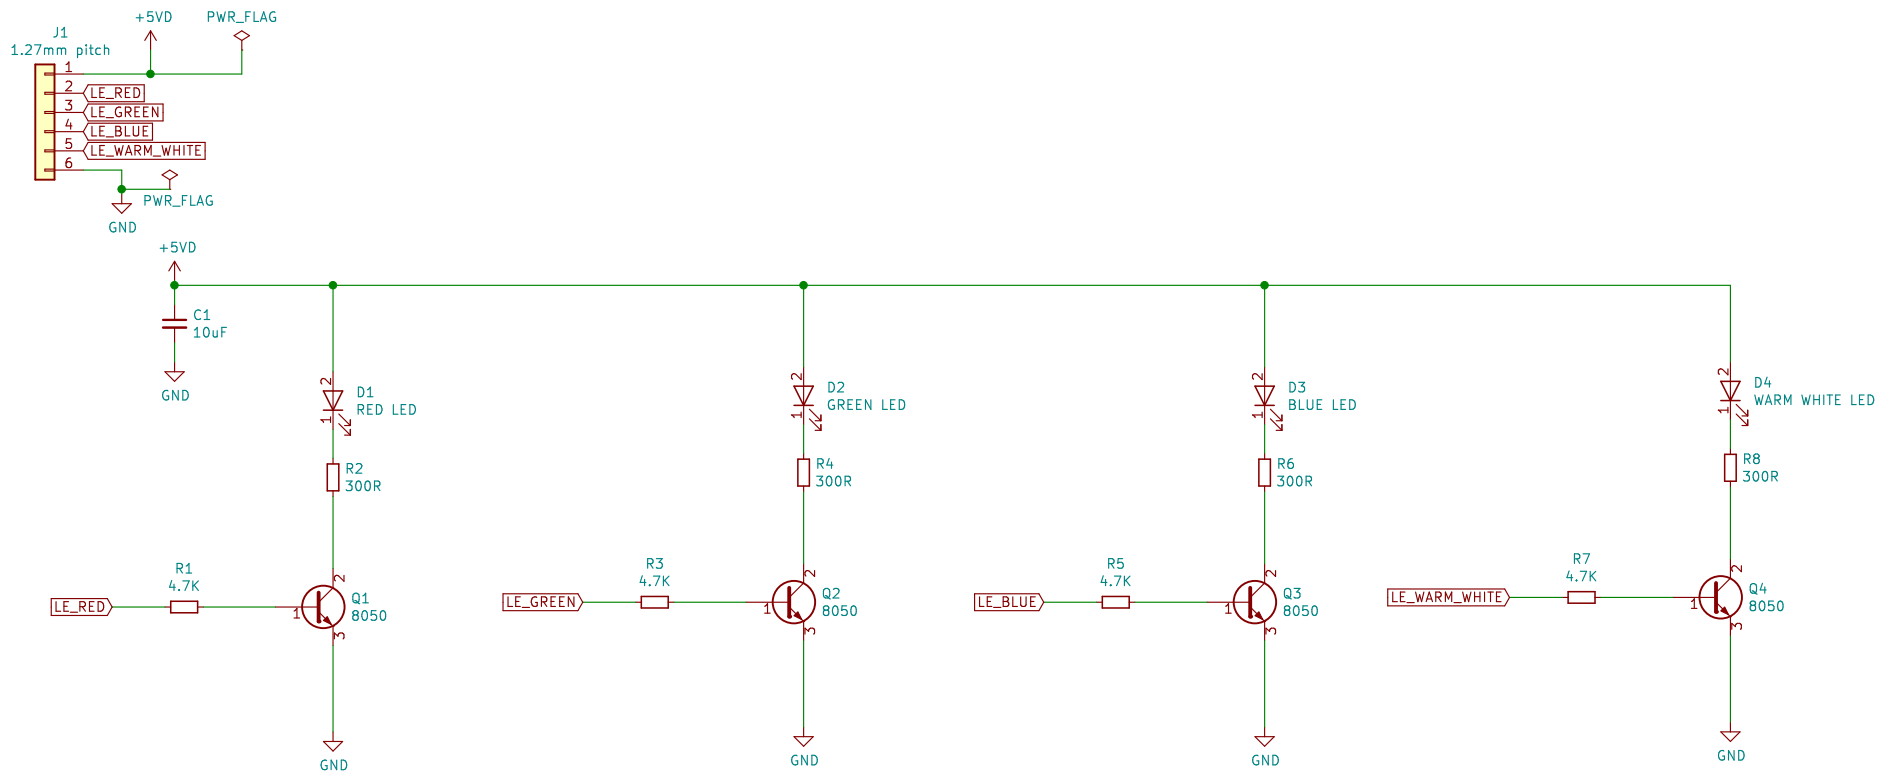 +5VD
PWR_FLAG
J1
1.27mm pitch
1
2
LE_RED
3
LE_GREEN
4
LE_BLUE
5
LE_WARM_WHITE
6
PWR_FLAG
GND
+5VD
C1
10uF
GND
2
D1
RED LED
1
R2
300R
R1
4.7K
LE_RED
1
2
Q1
8050
3
GND
2
D2
GREEN LED
1
R4
300R
R3
4.7K
LE_GREEN
1
2
Q2
8050
3
GND
2
D3
BLUE LED
1
R6
300R
R5
4.7K
LE_BLUE
1
2
Q3
8050
3
GND
2
D4
WARM WHITE LED
1
R8
300R
R7
4.7K
LE_WARM_WHITE
1
2
Q4
8050
3
GND